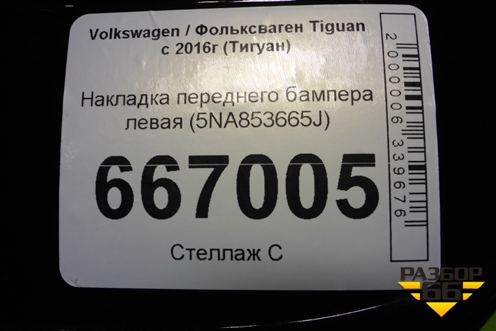 Volkswagen / Фольксваген Tiguan
с 2016г (Тигуан)
Накладка переднего бампера
левая (5NA853665J)
667005
Стеллаж С
2000006339676
РАЗБОР
66